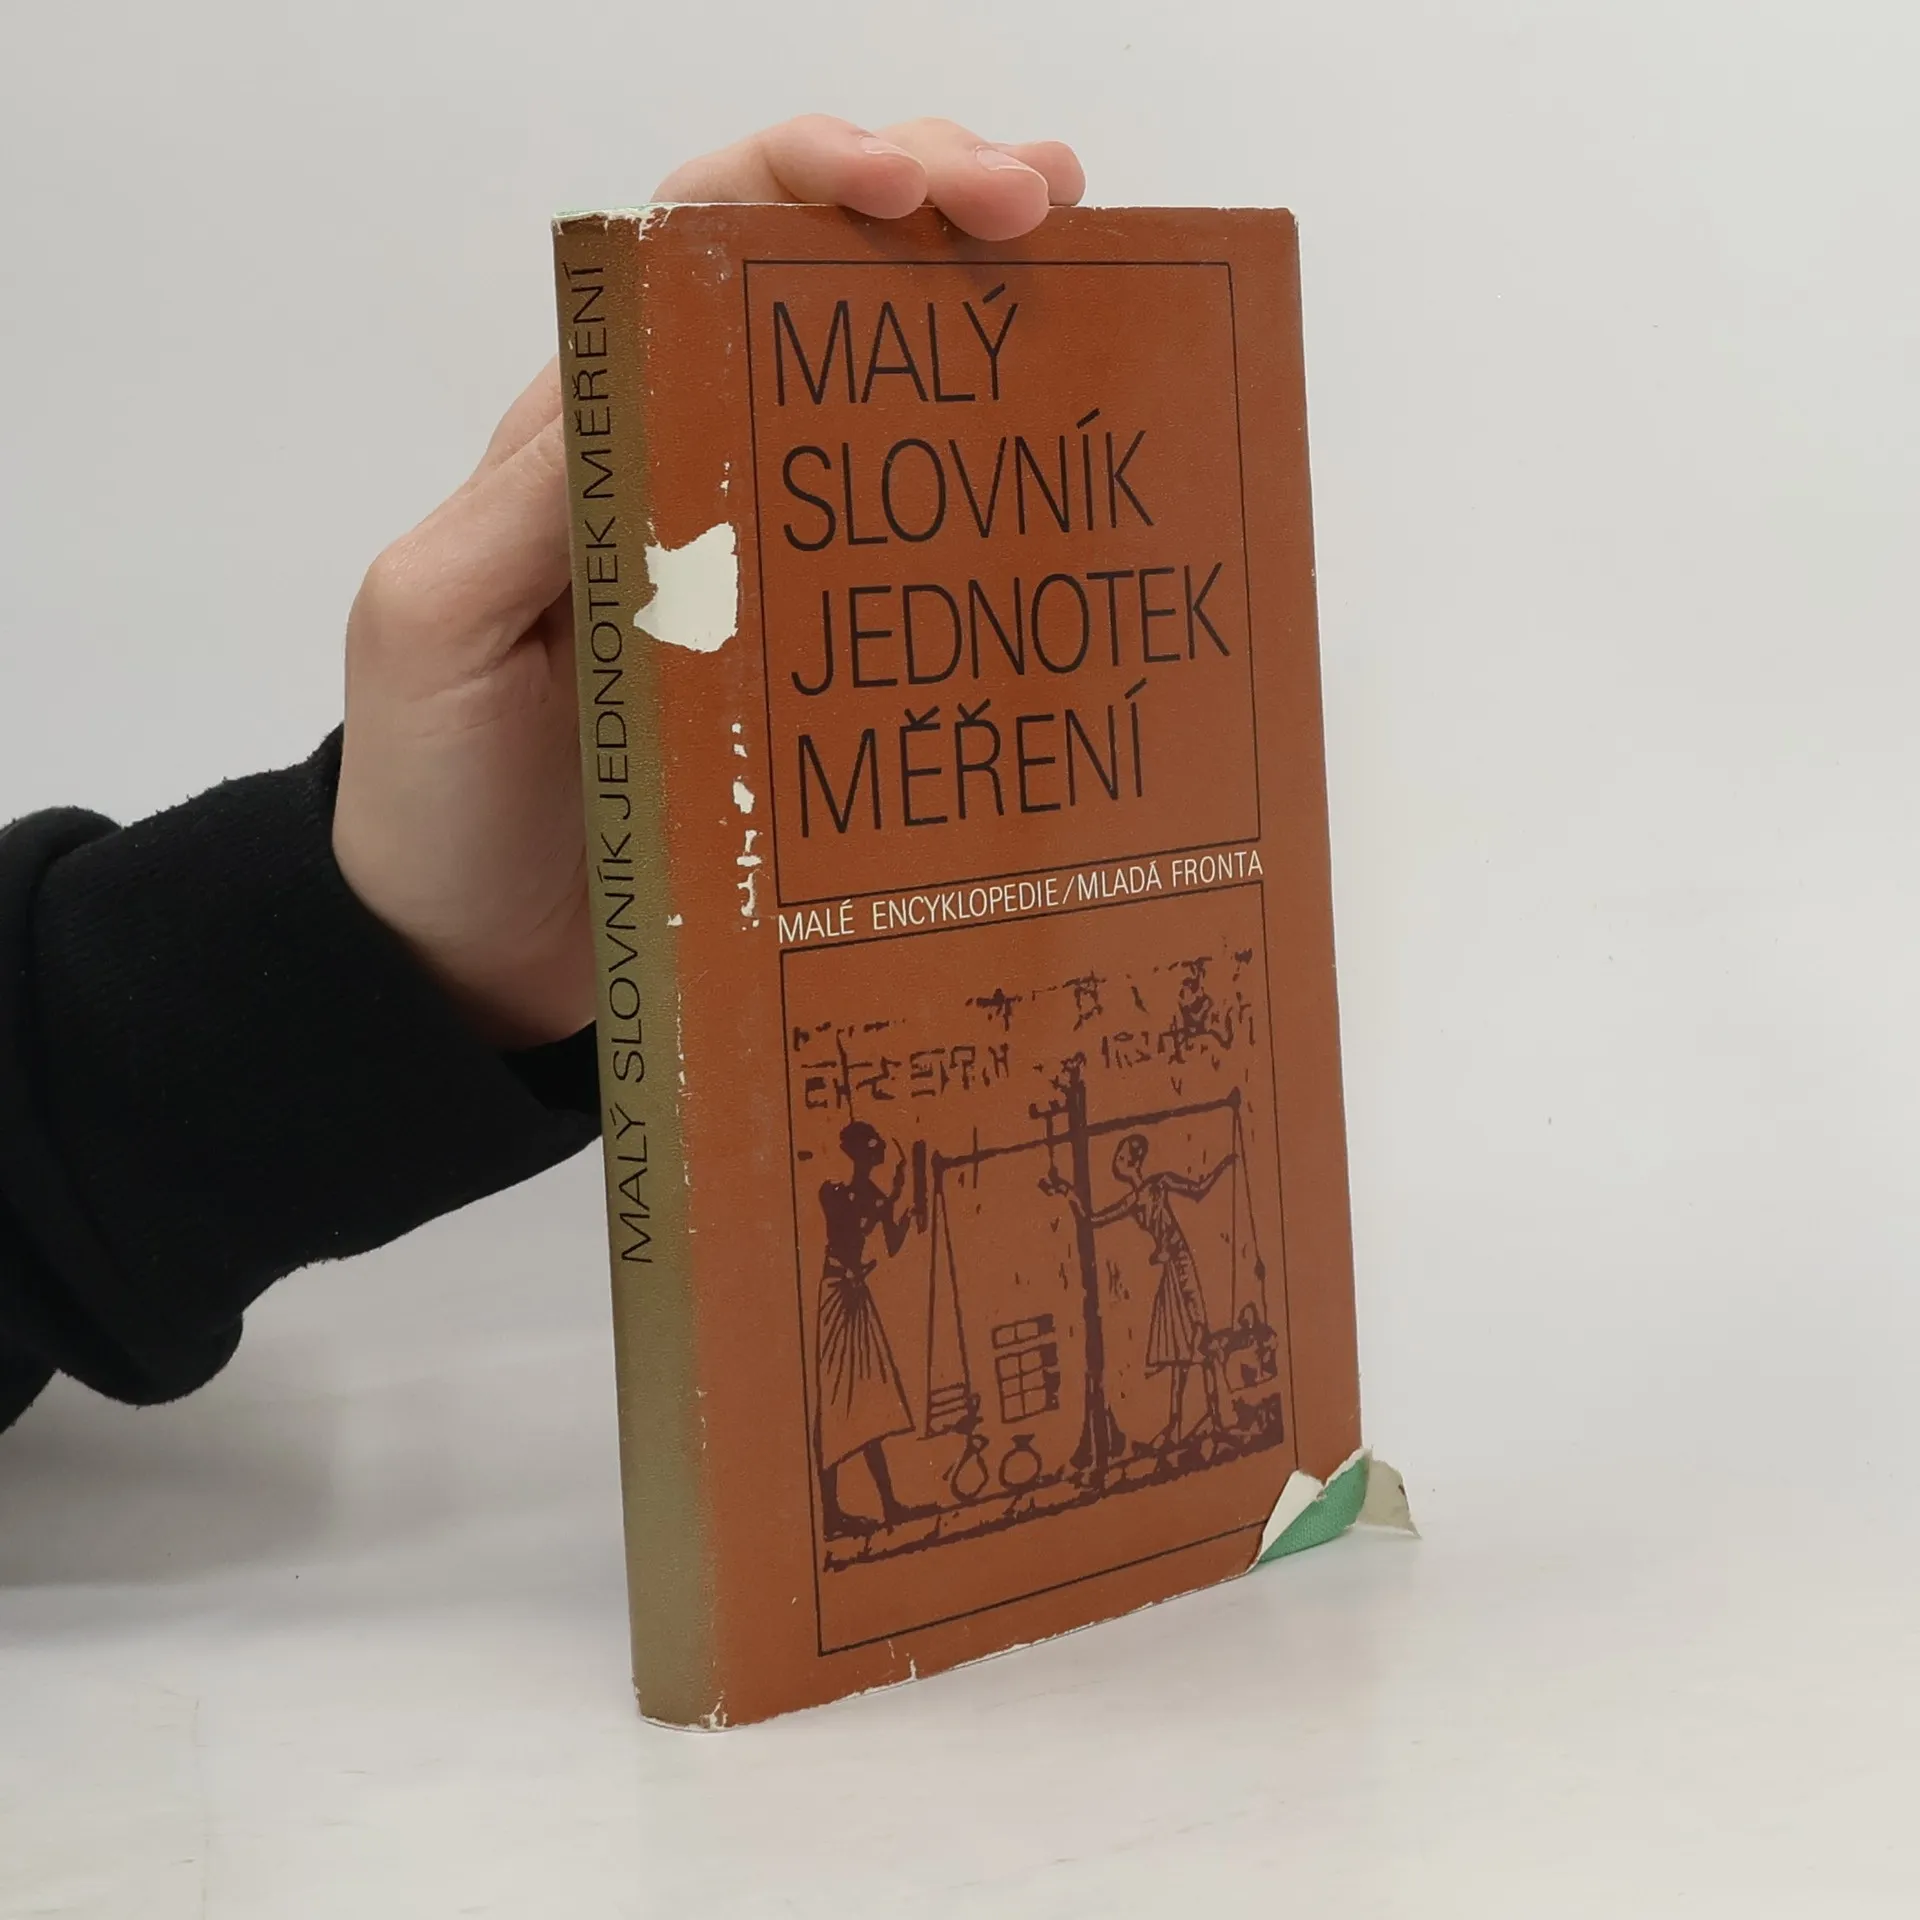 MALÝ SLOVNÍK JEDNOTEK MĚŘENÍ
MALÝ
SLOVNÍK
JEDNOTEK
MĚŘENÍ
MALÉ ENCYKLOPEDIE/MLADÁ FRONTA